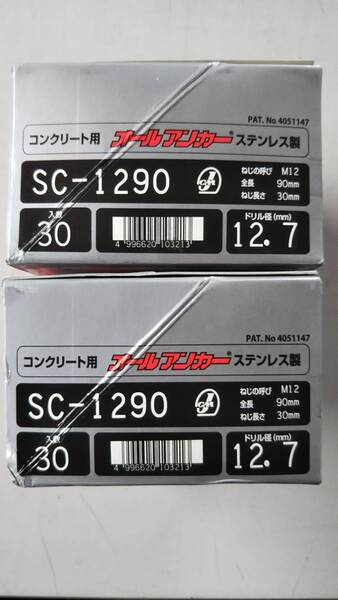 PAT. No 4051147
コンクリート用 オールアンカー® ステンレス製
SC-1290
ねじの呼び M12
全長 90mm
ねじ長さ 30mm
入数
30
4 996620 103213
ドリル径(mm)
12.7
PAT. No 4051147
コンクリート用 オールアンカー® ステンレス製
SC-1290
ねじの呼び M12
全長 90mm
ねじ長さ 30mm
入数
30
4 996620 103213
ドリル径(mm)
12.7